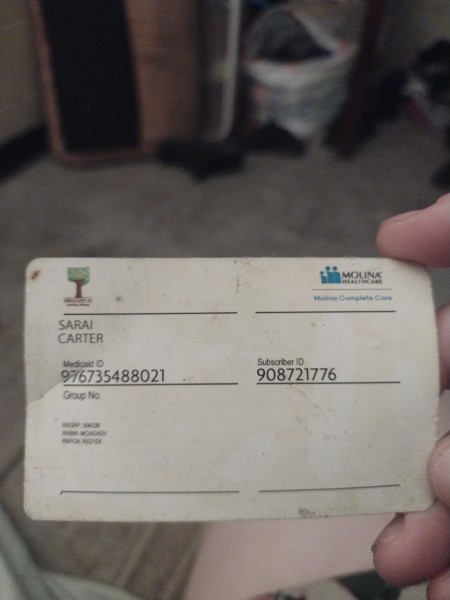 MOLINA
HEALTHCARE
Molina Complete Care
SARAI
CARTER
Medicaid ID
976735488021
Subscriber ID
908721776
Group No.